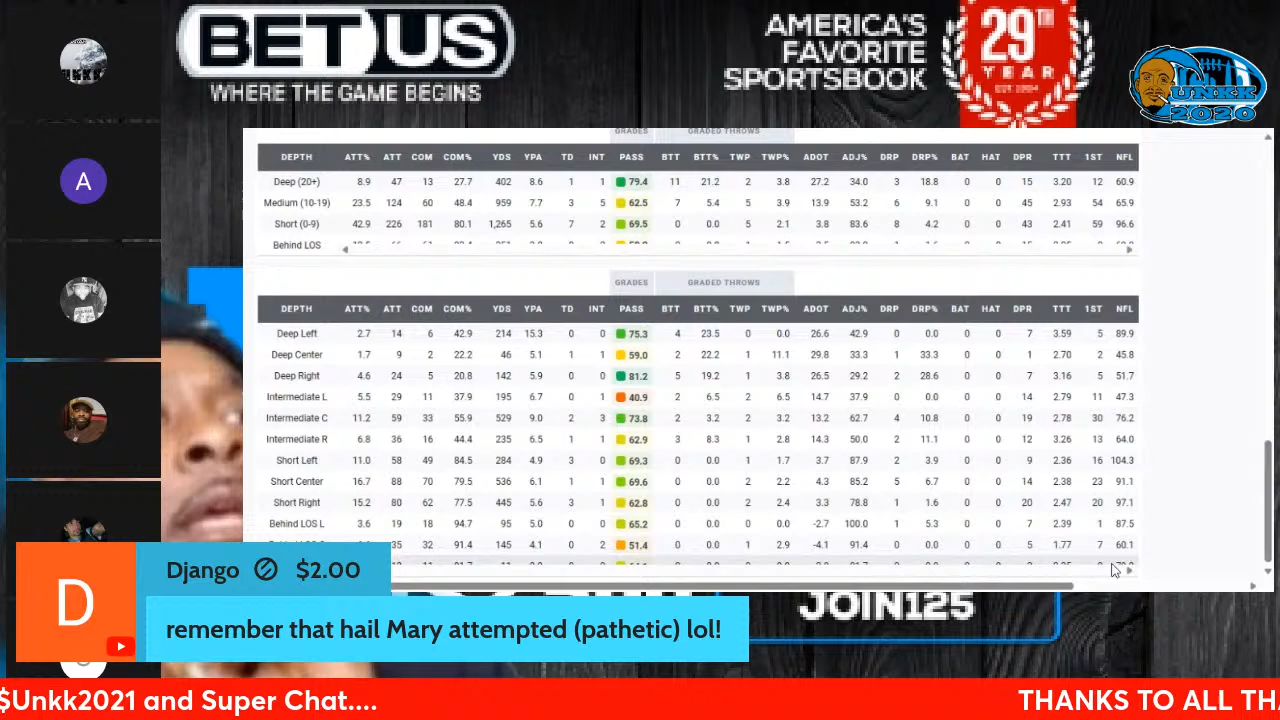 BETUS
WHERE THE GAME BEGINS
AMERICA'S
FAVORITE
SPORTSBOOK
29TH
YEAR
EST 1994
UNKK
2020
A
GRADES GRADED THROWS
DEPTH ATT% ATT COM COM% YDS YPA TD INT PASS BTT BTT% TWP TWP% ADOT ADJ% DRP DRP% BAT HAT DPR TTT 1ST NFL
Deep (20+) 8.9 47 13 27.7 402 8.6 1 1 79.4 11 21.2 2 3.8 27.2 34.0 3 18.8 0 0 15 3.20 12 60.9
Medium (10-19) 23.5 124 60 48.4 959 7.7 3 5 62.5 7 5.4 5 3.9 13.9 53.2 6 9.1 0 0 45 2.93 54 65.9
Short (0-9) 42.9 226 181 80.1 1,265 5.6 7 2 69.5 0 0.0 5 2.1 3.8 83.6 8 4.2 0 0 43 2.41 59 96.6
Behind LOS
GRADES GRADED THROWS
DEPTH ATT% ATT COM COM% YDS YPA TD INT PASS BTT BTT% TWP TWP% ADOT ADJ% DRP DRP% BAT HAT DPR TTT 1ST NFL
Deep Left 2.7 14 6 42.9 214 15.3 0 0 75.3 4 23.5 0 0.0 26.6 42.9 0 0.0 0 0 7 3.59 5 89.9
Deep Center 1.7 9 2 22.2 46 5.1 1 1 59.0 2 22.2 1 11.1 29.8 33.3 1 33.3 0 0 1 2.70 2 45.8
Deep Right 4.6 24 5 20.8 142 5.9 0 0 81.2 5 19.2 1 3.8 26.5 29.2 2 28.6 0 0 7 3.16 5 51.7
Intermediate L 5.5 29 11 37.9 195 6.7 0 1 40.9 2 6.5 2 6.5 14.7 37.9 0 0.0 0 0 14 2.79 11 47.3
Intermediate C 11.2 59 33 55.9 529 9.0 2 3 73.8 2 3.2 2 3.2 13.2 62.7 4 10.8 0 0 19 2.78 30 76.2
Intermediate R 6.8 36 16 44.4 235 6.5 1 1 62.9 3 8.3 1 2.8 14.3 50.0 2 11.1 0 0 12 3.26 13 64.0
Short Left 11.0 58 49 84.5 284 4.9 3 0 69.3 0 0.0 1 1.7 3.7 87.9 2 3.9 0 0 9 2.36 16 104.3
Short Center 16.7 88 70 79.5 536 6.1 1 1 69.6 0 0.0 2 2.2 4.3 85.2 5 6.7 0 0 14 2.38 23 91.1
Short Right 15.2 80 62 77.5 445 5.6 3 1 62.8 0 0.0 2 2.4 3.3 78.8 1 1.6 0 0 20 2.47 20 97.1
Behind LOS L 3.6 19 18 94.7 95 5.0 0 0 65.2 0 0.0 0 0.0 -2.7 100.0 1 5.3 0 0 7 2.39 1 87.5
35 32 91.4 145 4.1 0 2 51.4 0 0.0 1 2.9 -4.1 91.4 0 0.0 0 0 5 1.77 7 60.1
D
Django $2.00
remember that hail Mary attempted (pathetic) lol!
JOIN125
$Unkk2021 and Super Chat.... THANKS TO ALL